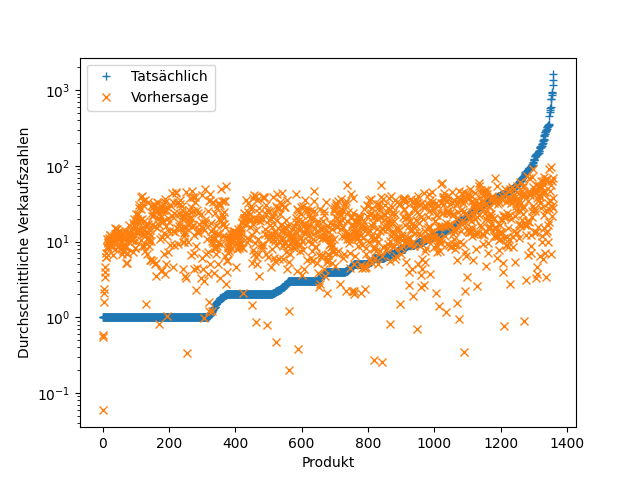 Tatsächlich
Vorhersage
Durchschnittliche Verkaufszahlen
10³
10²
10¹
10⁰
10⁻¹
0 200 400 600 800 1000 1200 1400
Produkt